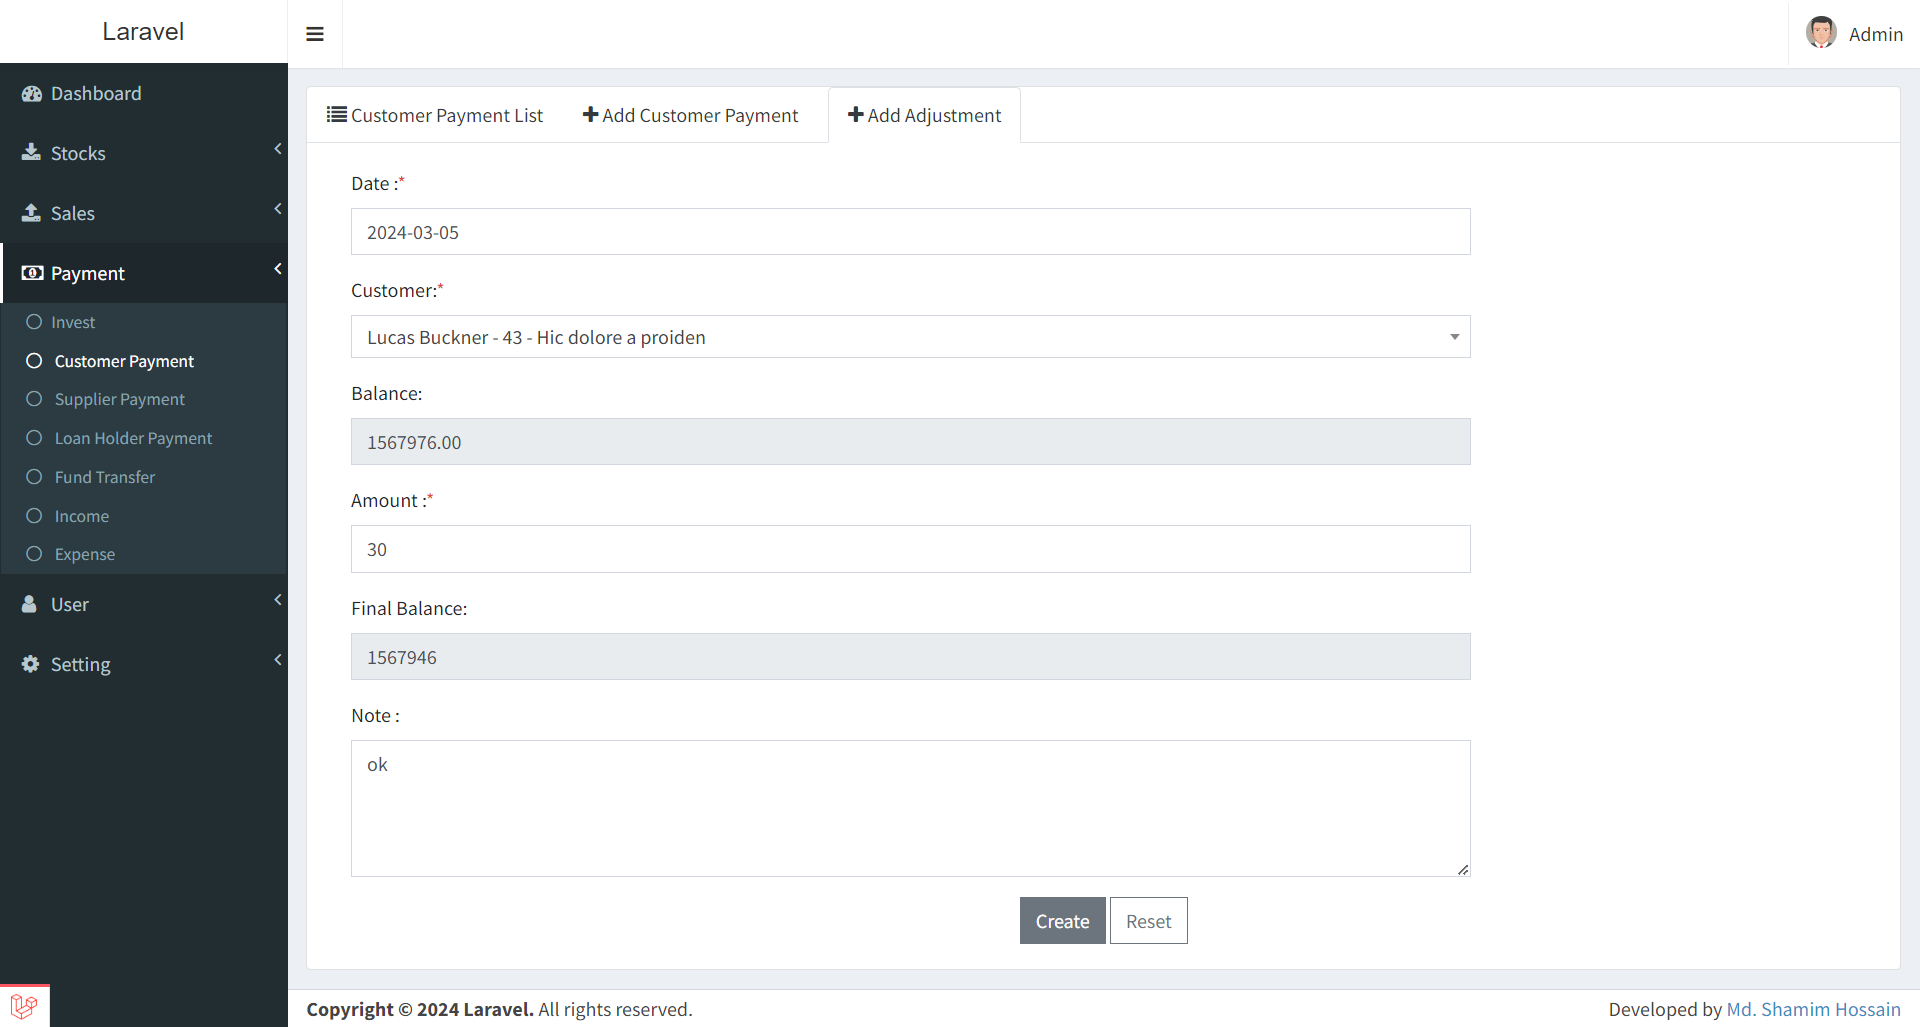 Laravel
Admin
Dashboard
Stocks
Sales
Payment
Invest
Customer Payment
Supplier Payment
Loan Holder Payment
Fund Transfer
Income
Expense
User
Setting
Customer Payment List
Add Customer Payment
Add Adjustment
Date :*
2024-03-05
Customer:*
Lucas Buckner - 43 - Hic dolore a proiden
Balance:
1567976.00
Amount :*
30
Final Balance:
1567946
Note :
ok
Create
Reset
Copyright © 2024 Laravel. All rights reserved.
Developed by Md. Shamim Hossain